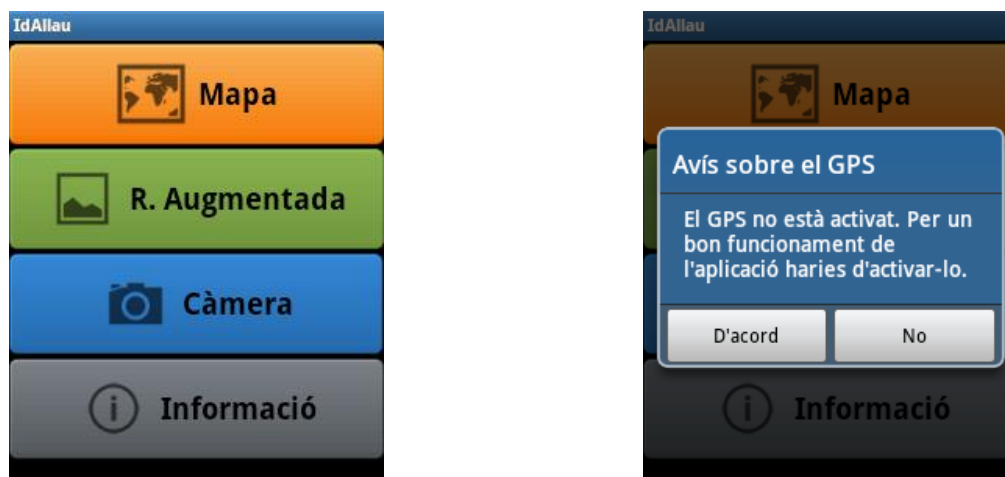 IdAllau
Mapa
R. Augmentada
Càmera
Informació
IdAllau
Mapa
Avís sobre el GPS
El GPS no està activat. Per un
bon funcionament de
l'aplicació haries d'activar-lo.
D'acord
No
Informació